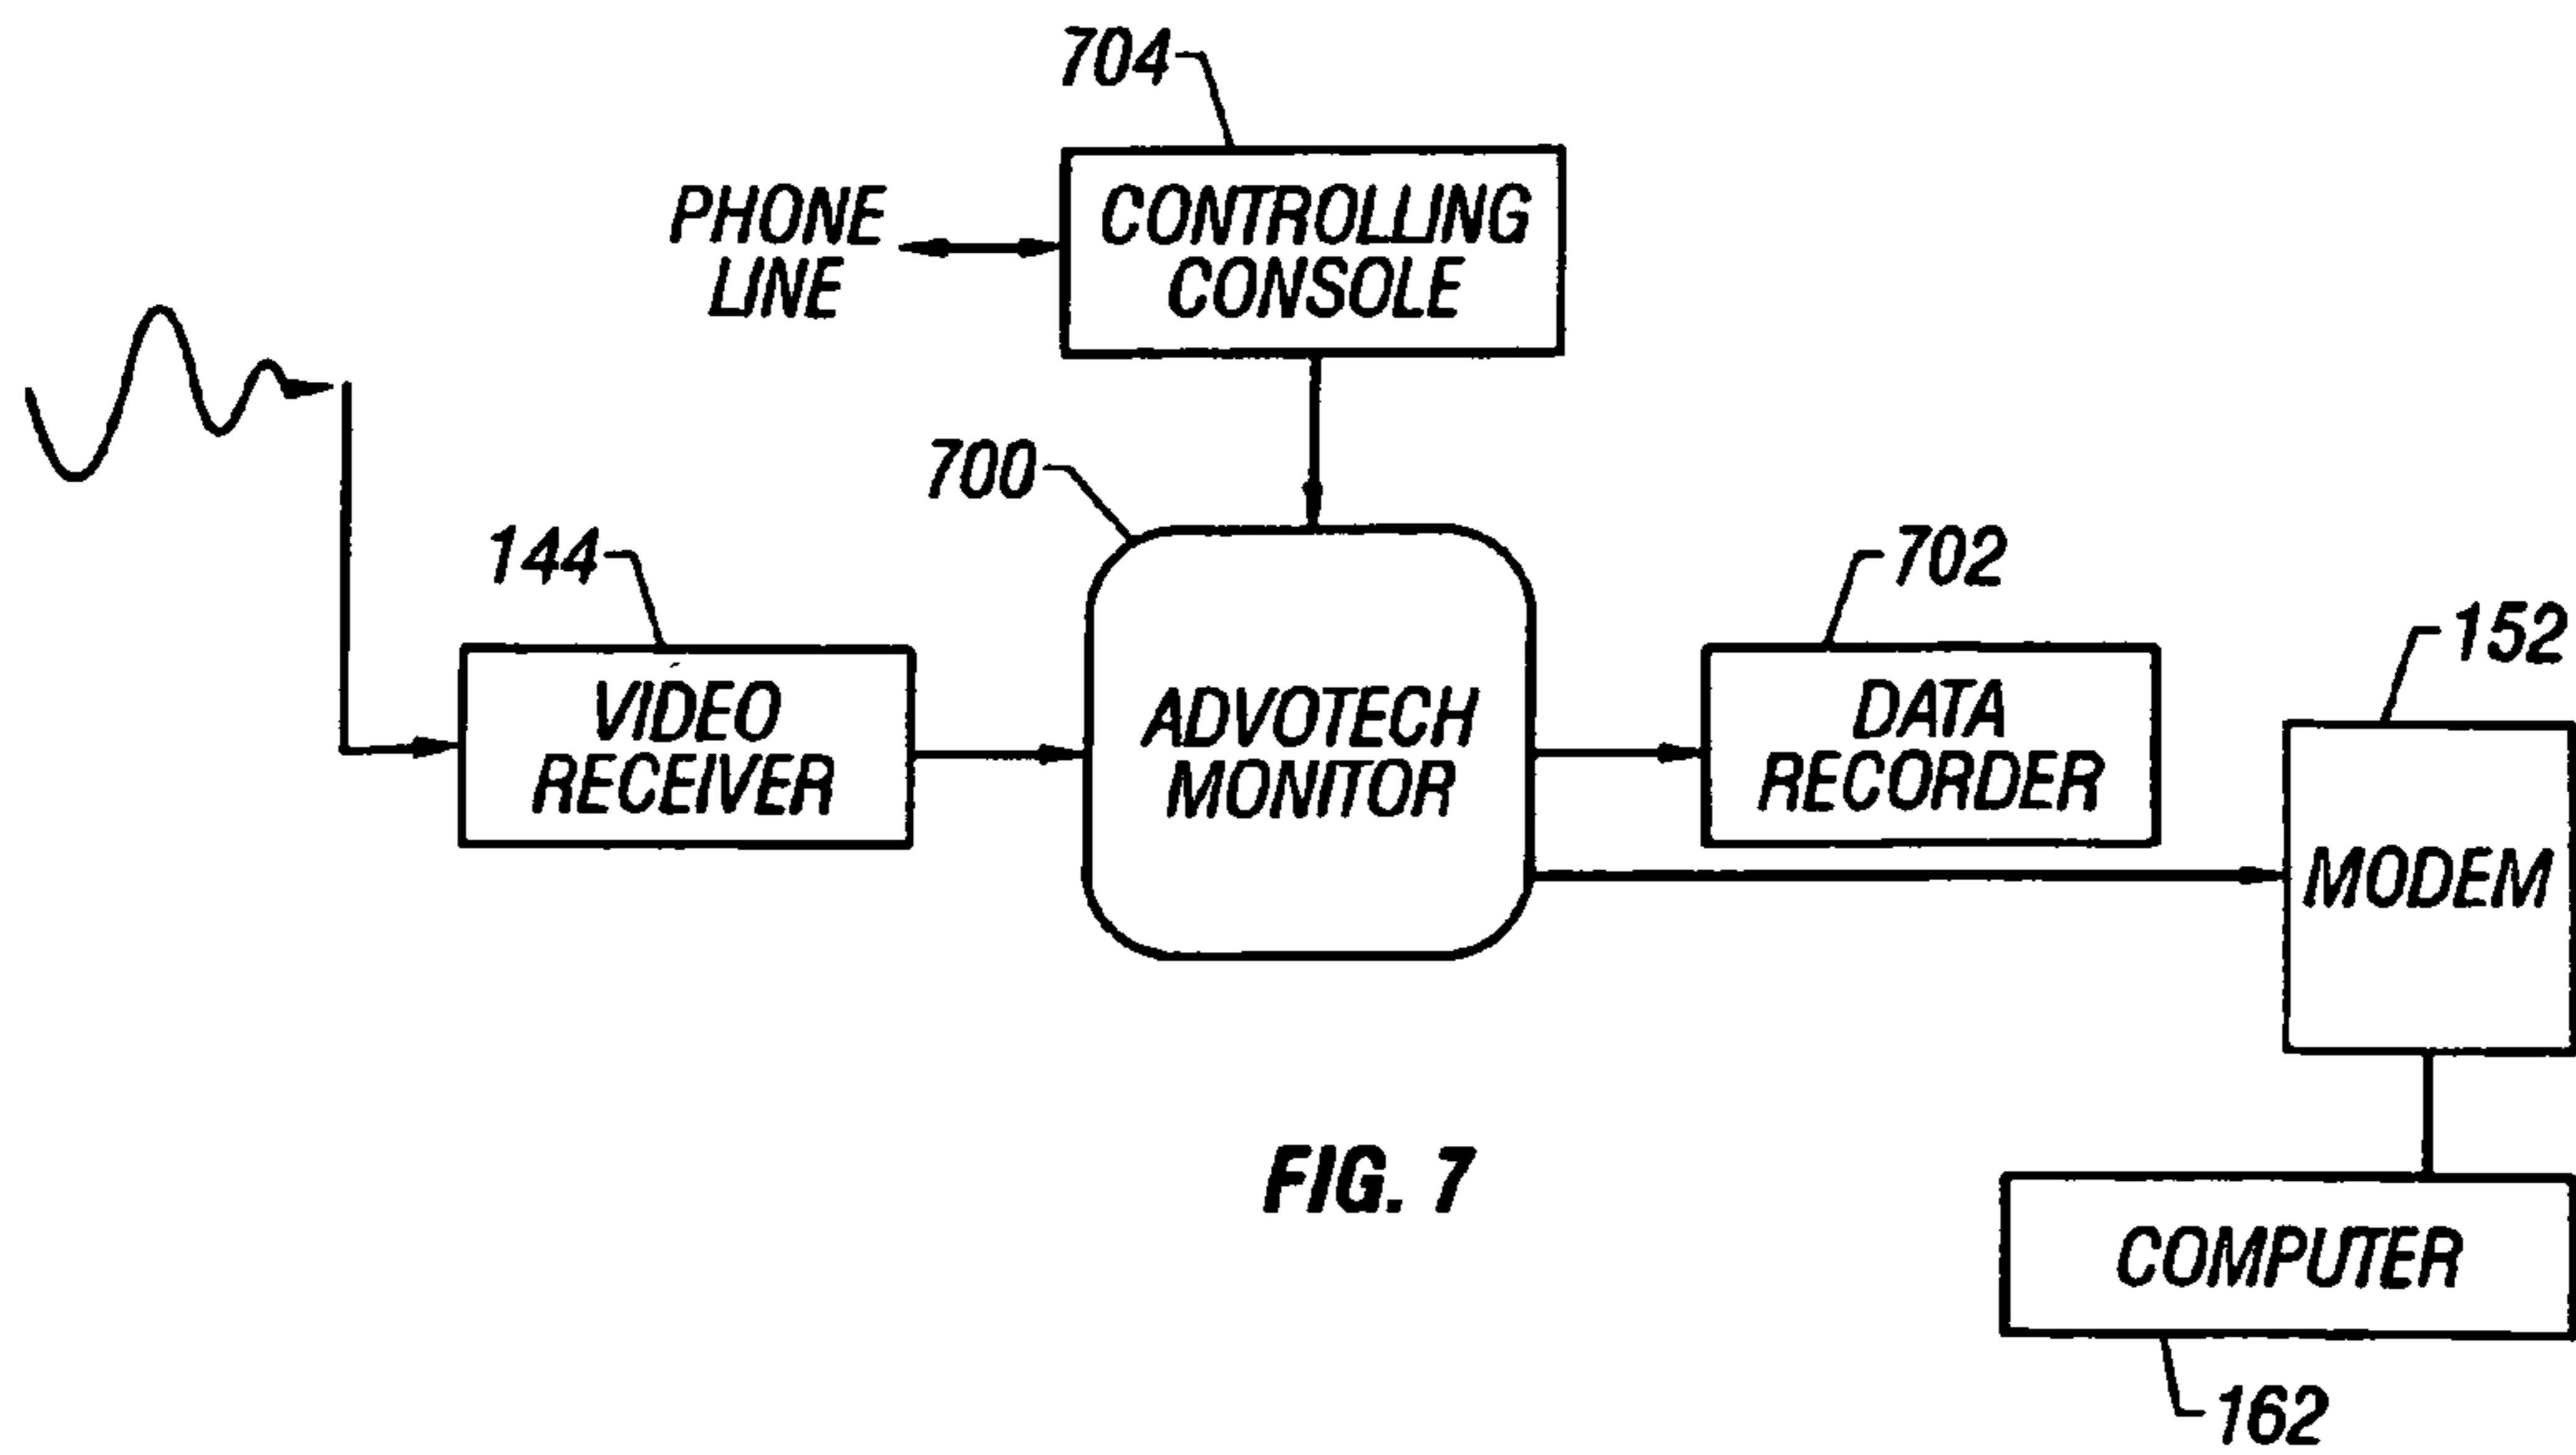 704
PHONE
LINE
CONTROLLING
CONSOLE
700
144
702
152
VIDEO
RECEIVER
ADVOTECH
MONITOR
DATA
RECORDER
MODEM
FIG. 7
COMPUTER
162